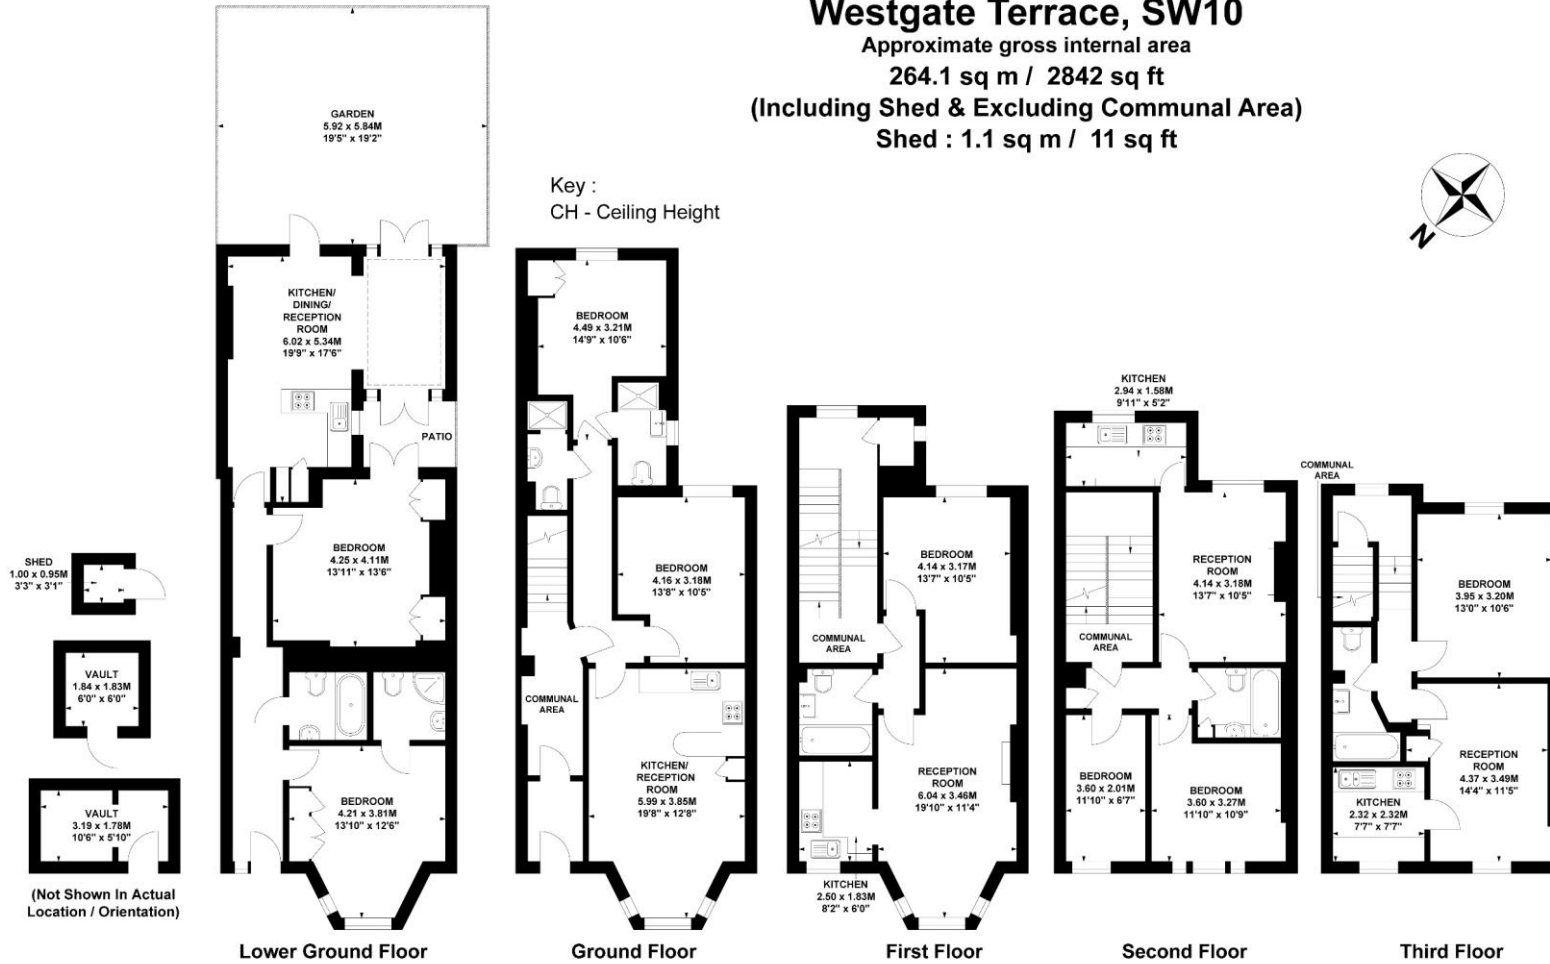 Westgate Terrace, SW10
Approximate gross internal area
264.1 sq m / 2842 sq ft
(Including Shed & Excluding Communal Area)
Shed : 1.1 sq m / 11 sq ft
Key :
CH - Ceiling Height
N
GARDEN
5.92 x 5.84M
19'5" x 19'2"
KITCHEN/
DINING/
RECEPTION
ROOM
6.02 x 5.34M
19'9" x 17'6"
PATIO
BEDROOM
4.25 x 4.11M
13'11" x 13'6"
BEDROOM
4.21 x 3.81M
13'10" x 12'6"
SHED
1.00 x 0.95M
3'3" x 3'1"
VAULT
1.84 x 1.83M
6'0" x 6'0"
VAULT
3.19 x 1.78M
10'6" x 5'10"
(Not Shown In Actual
Location / Orientation)
Lower Ground Floor
BEDROOM
4.49 x 3.21M
14'9" x 10'6"
BEDROOM
4.16 x 3.18M
13'8" x 10'5"
COMMUNAL
AREA
KITCHEN/
RECEPTION
ROOM
5.99 x 3.85M
19'8" x 12'8"
Ground Floor
BEDROOM
4.14 x 3.17M
13'7" x 10'5"
COMMUNAL
AREA
RECEPTION
ROOM
6.04 x 3.46M
19'10" x 11'4"
KITCHEN
2.50 x 1.83M
8'2" x 6'0"
First Floor
KITCHEN
2.94 x 1.58M
9'11" x 5'2"
RECEPTION
ROOM
4.14 x 3.18M
13'7" x 10'5"
COMMUNAL
AREA
BEDROOM
3.60 x 2.01M
11'10" x 6'7"
BEDROOM
3.60 x 3.27M
11'10" x 10'9"
Second Floor
COMMUNAL
AREA
BEDROOM
3.95 x 3.20M
13'0" x 10'6"
RECEPTION
ROOM
4.37 x 3.49M
14'4" x 11'5"
KITCHEN
2.32 x 2.32M
7'7" x 7'7"
Third Floor